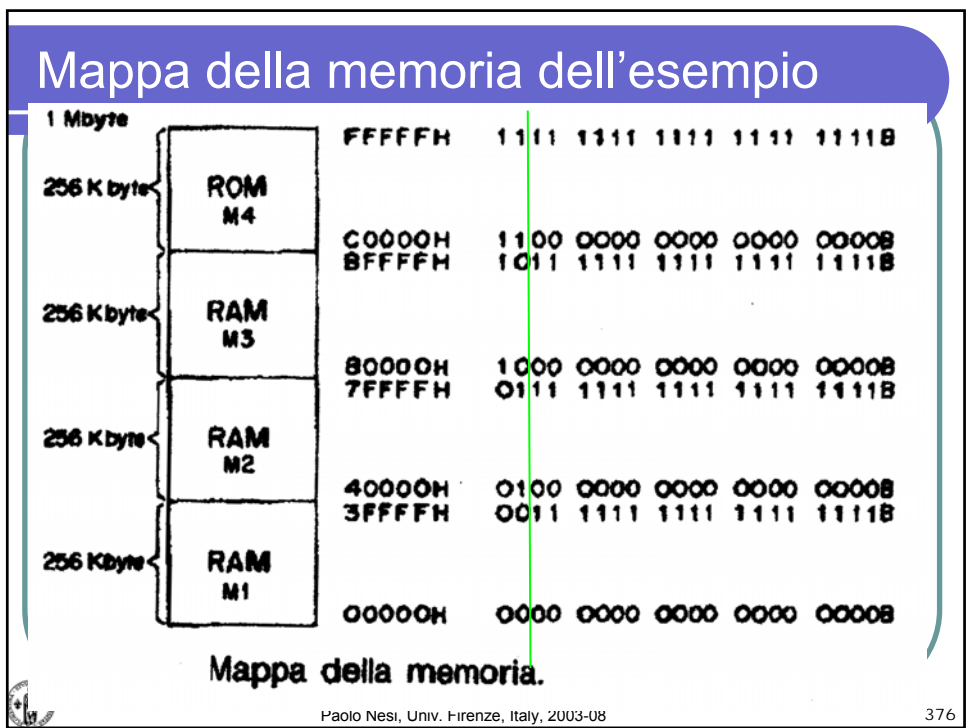 Mappa della memoria dell'esempio
1 Mbyte
FFFFFH 1111 1111 1111 1111 1111B
256 K byte ROM
M4
C0000H 1100 0000 0000 0000 0000B
BFFFFH 1011 1111 1111 1111 1111B
256 Kbyte RAM
M3
80000H 1000 0000 0000 0000 0000B
7FFFFH 0111 1111 1111 1111 1111B
256 K byte RAM
M2
40000H 0100 0000 0000 0000 0000B
3FFFFH 0011 1111 1111 1111 1111B
256 Kbyte RAM
M1
00000H 0000 0000 0000 0000 0000B
Mappa della memoria.
Paolo Nesi, Univ. Firenze, Italy, 2003-08 376